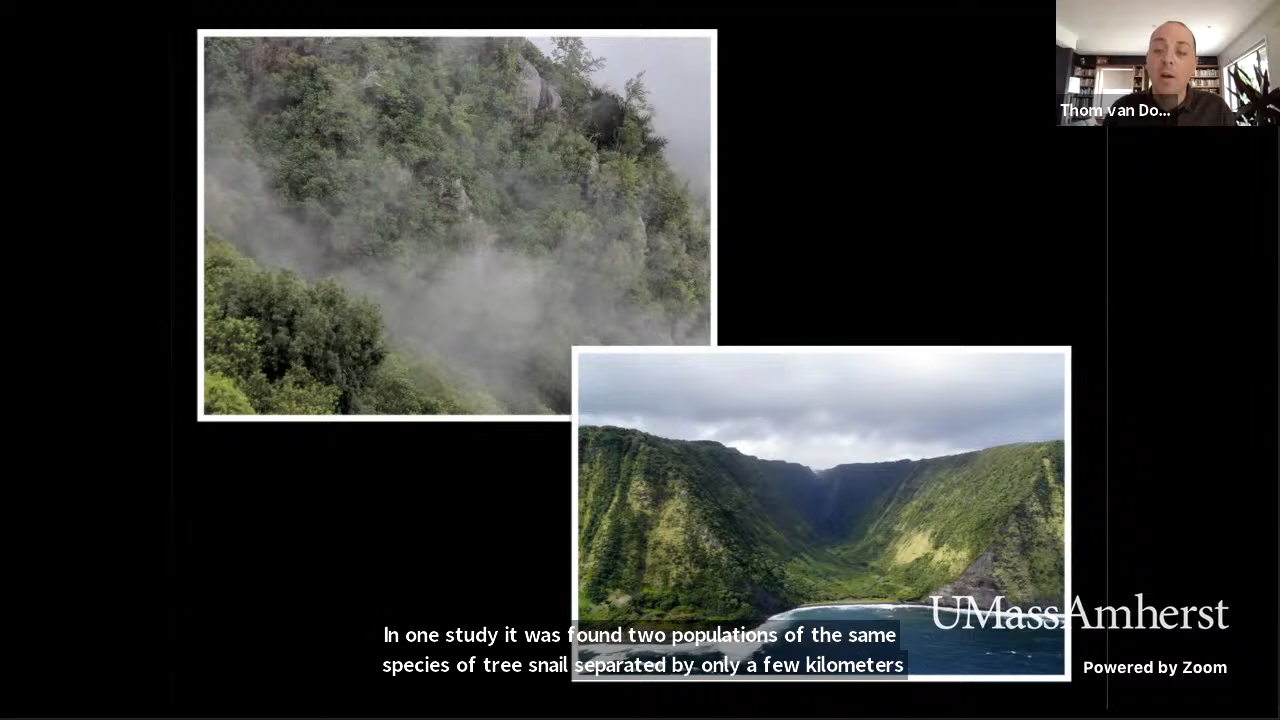 Thom van Do...
In one study it was found two populations of the same
species of tree snail separated by only a few kilometers
UMassAmherst
Powered by Zoom